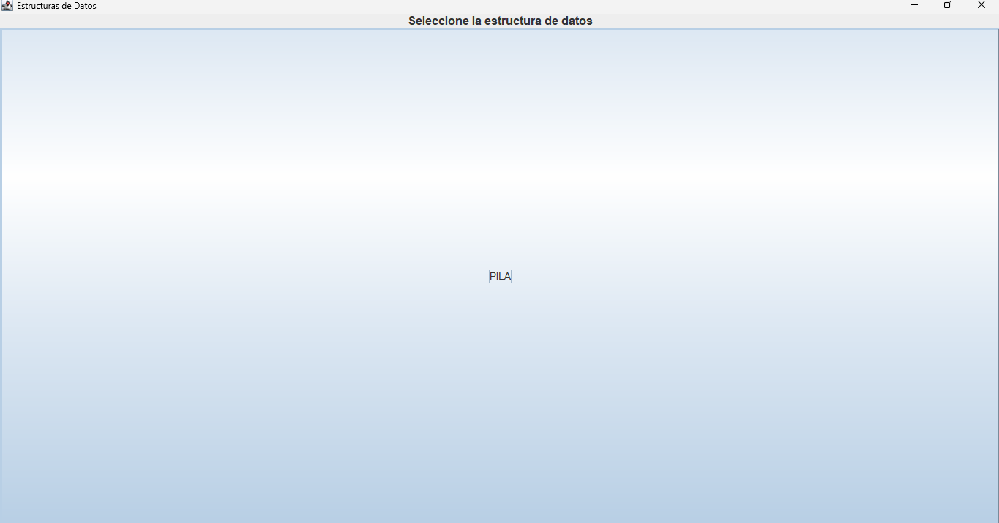 Estructuras de Datos
Seleccione la estructura de datos
PILA